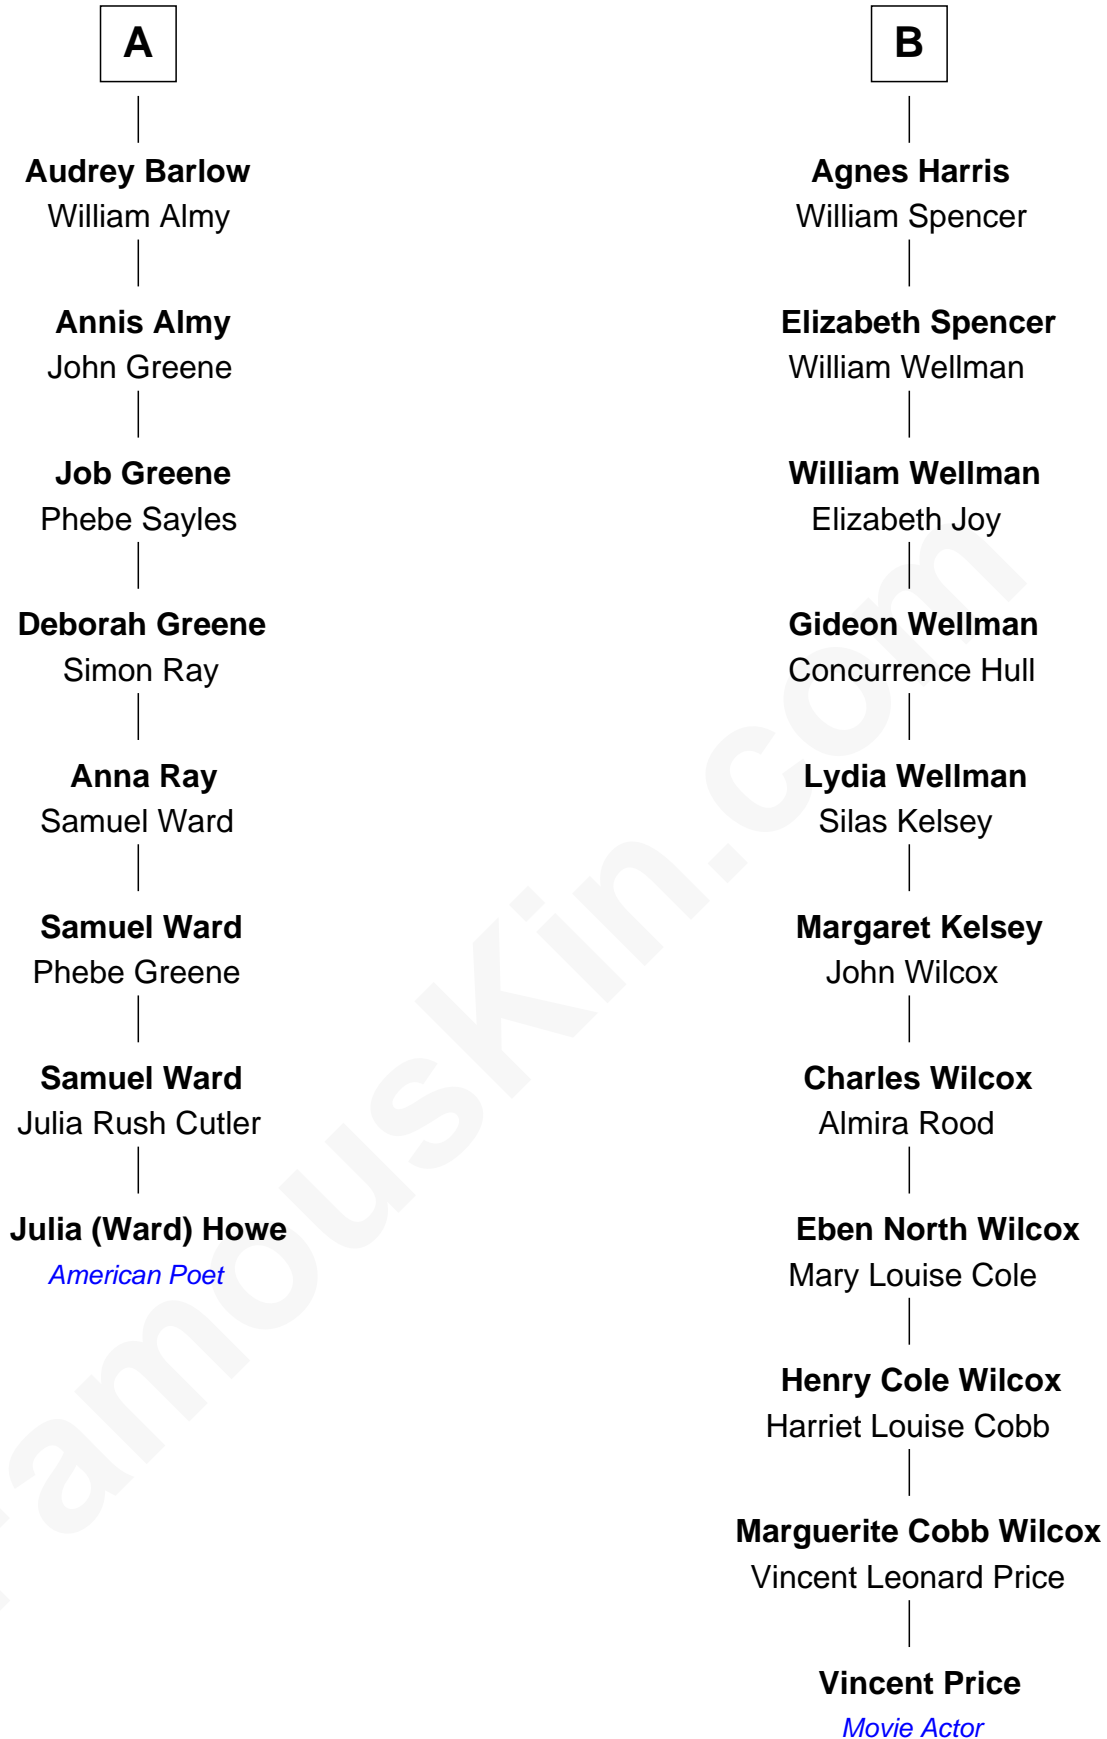 A
Audrey Barlow
William Almy
Annis Almy
John Greene
Job Greene
Phebe Sayles
Deborah Greene
Simon Ray
Anna Ray
Samuel Ward
Samuel Ward
Phebe Greene
Samuel Ward
Julia Rush Cutler
Julia (Ward) Howe
American Poet
B
Agnes Harris
William Spencer
Elizabeth Spencer
William Wellman
William Wellman
Elizabeth Joy
Gideon Wellman
Concurrence Hull
Lydia Wellman
Silas Kelsey
Margaret Kelsey
John Wilcox
Charles Wilcox
Almira Rood
Eben North Wilcox
Mary Louise Cole
Henry Cole Wilcox
Harriet Louise Cobb
Marguerite Cobb Wilcox
Vincent Leonard Price
Vincent Price
Movie Actor
FamousKin.com